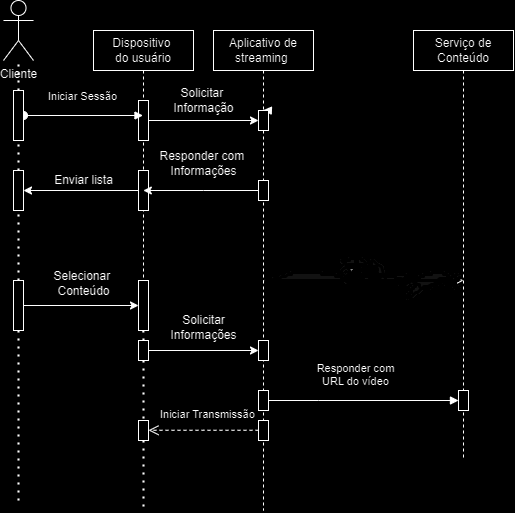 Dispositivo
do usuário
Aplicativo de
streaming
Serviço de
Conteúdo
Cliente
Iniciar Sessão
Solicitar
Informação
Responder com
Informações
Enviar lista
Selecionar
Conteúdo
Solicitar
Informações
Responder com
URL do vídeo
Iniciar Transmissão